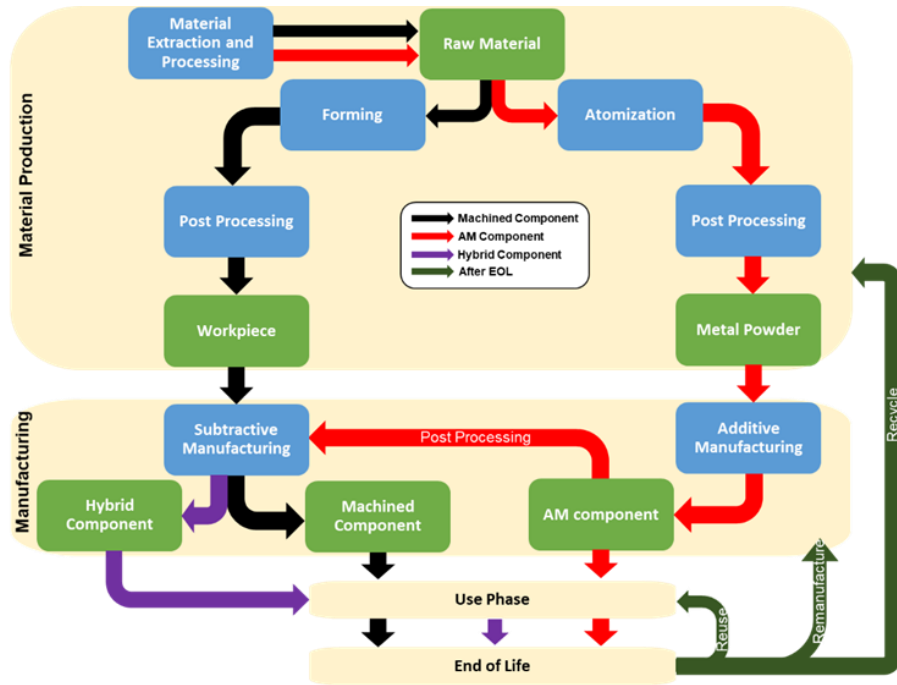 Material
Extraction and
Processing
Raw Material
Forming
Atomization
Material Production
Post Processing
Post Processing
Machined Component
AM Component
Hybrid Component
After EOL
Workpiece
Metal Powder
Recycle
Manufacturing
Subtractive
Manufacturing
Post Processing
Additive
Manufacturing
Hybrid
Component
Machined
Component
AM component
Remanufacture
Use Phase
Reuse
End of Life